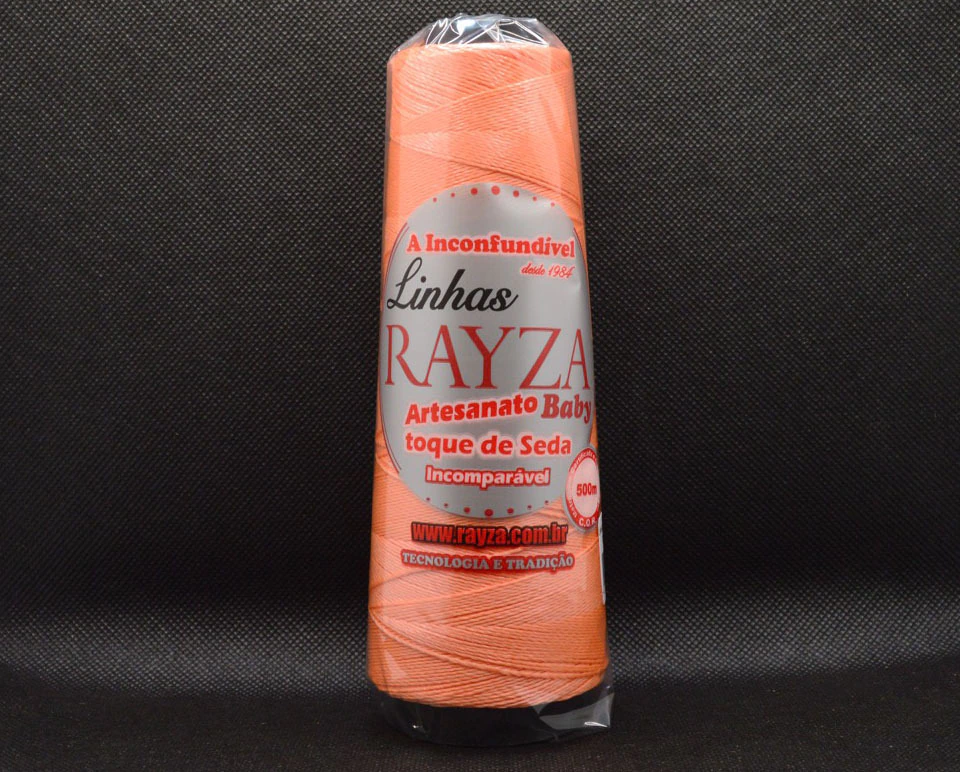 A Inconfundível
desde 1984
Linhas
RAYZA
Artesanato Baby
toque de Seda
Incomparável
500m
www.rayza.com.br
TECNOLOGIA E TRADIÇÃO